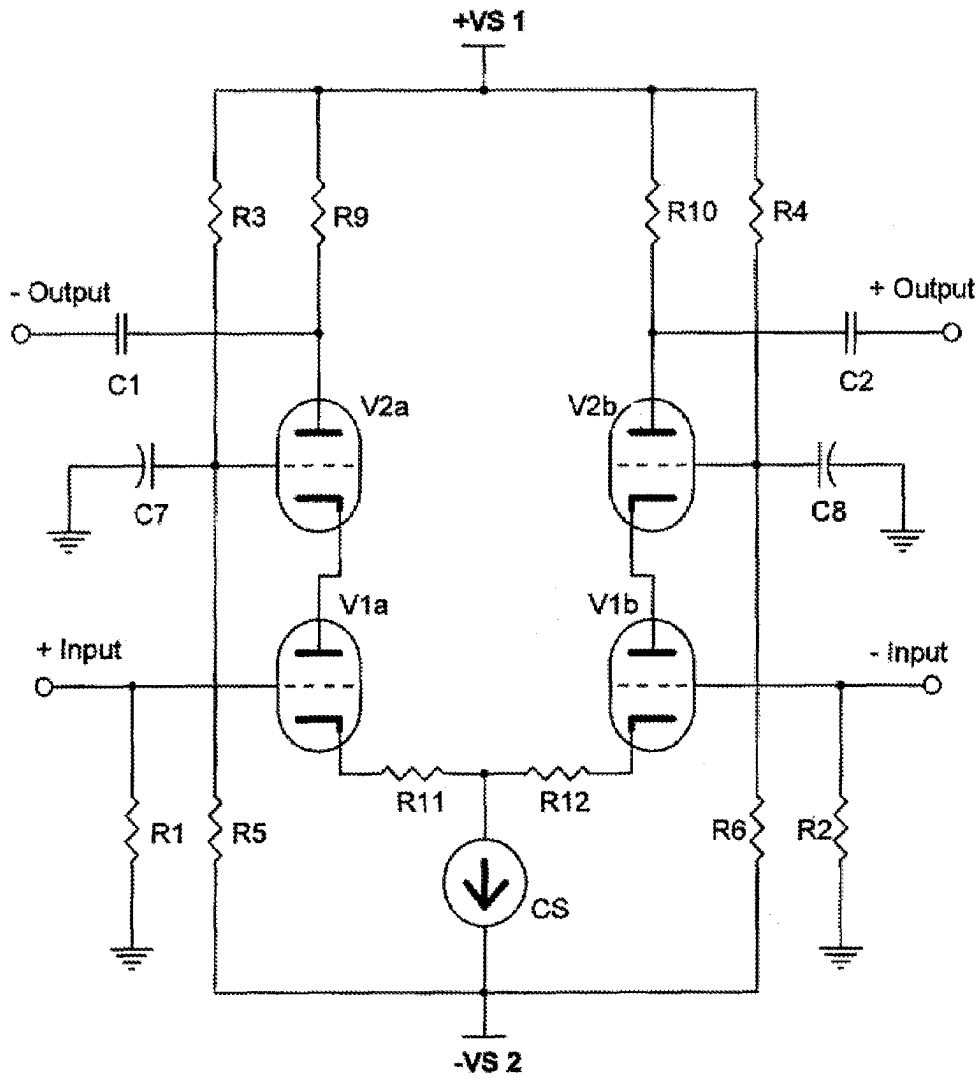 +VS 1
R3
R9
R10
R4
- Output
+ Output
C1
C2
V2a
V2b
C7
C8
V1a
V1b
+ Input
- Input
R11
R12
R1
R5
R6
R2
CS
-VS 2